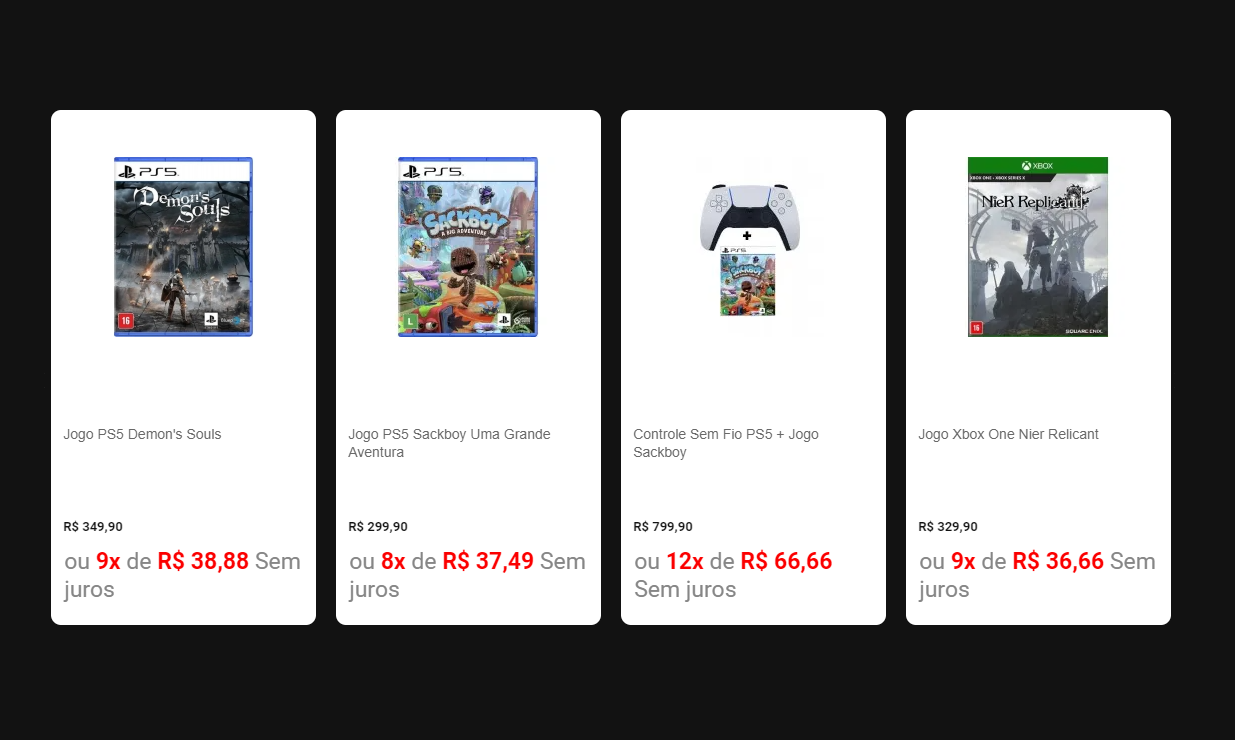 PS5
Demon's
Souls
16
PS5
SACKBOY
A BIG ADVENTURE
L
+
PS5
SACKBOY
XBOX
XBOX ONE • XBOX SERIES X
NieR Replicant
16
SQUARE ENIX
Jogo PS5 Demon's Souls
Jogo PS5 Sackboy Uma Grande
Aventura
Controle Sem Fio PS5 + Jogo
Sackboy
Jogo Xbox One Nier Relicant
R$ 349,90
ou 9x de R$ 38,88 Sem
juros
R$ 299,90
ou 8x de R$ 37,49 Sem
juros
R$ 799,90
ou 12x de R$ 66,66
Sem juros
R$ 329,90
ou 9x de R$ 36,66 Sem
juros